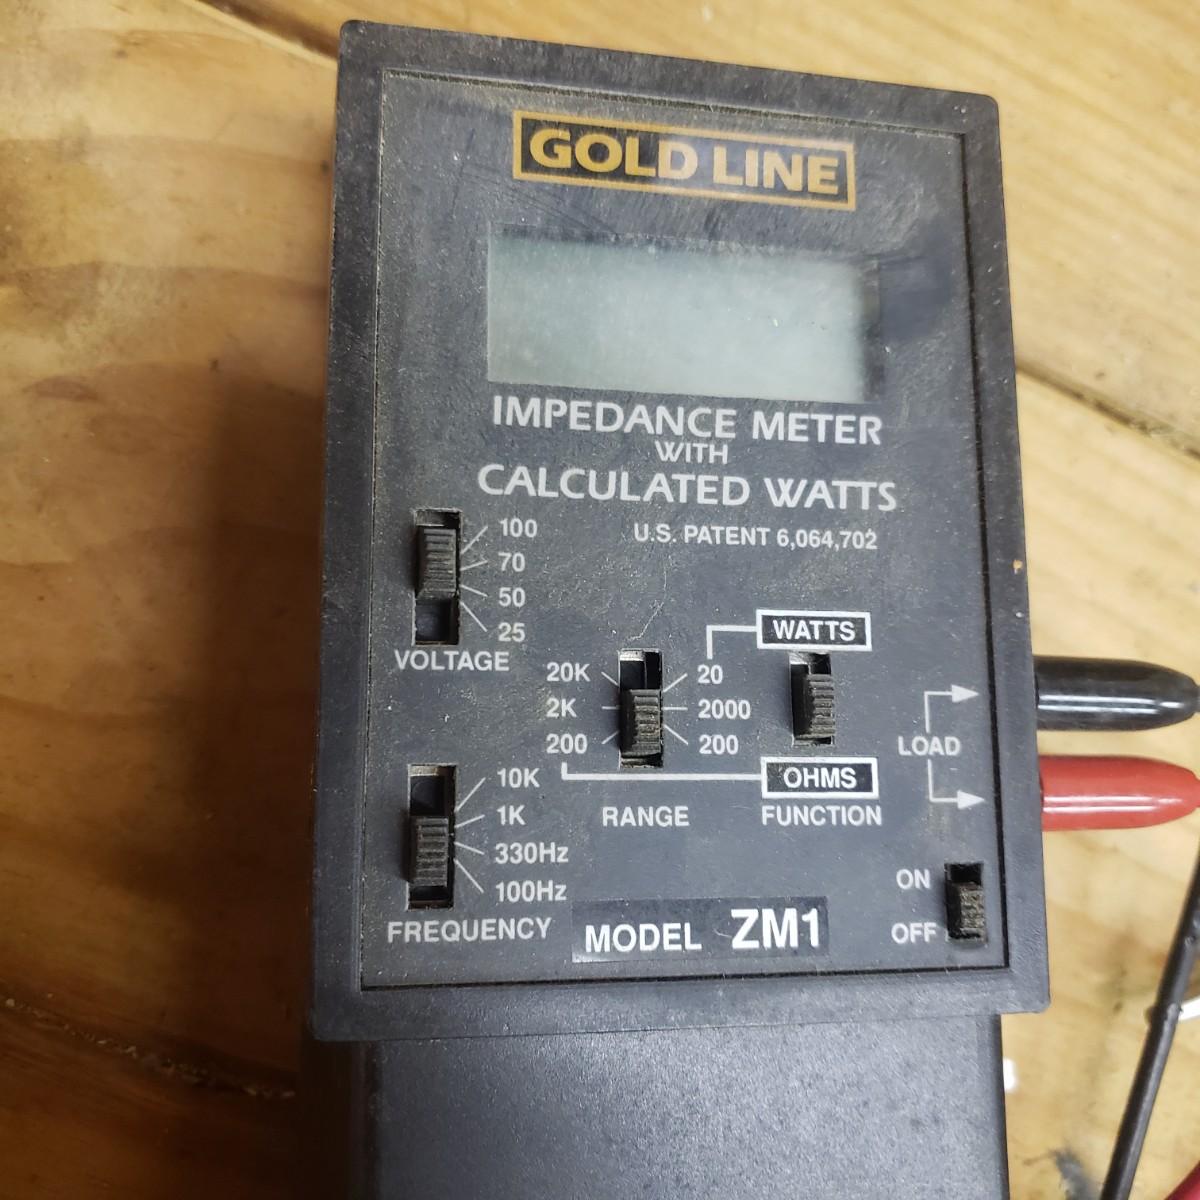 GOLD LINE
IMPEDANCE METER
WITH
CALCULATED WATTS
U.S. PATENT 6,064,702
100
70
50
25
VOLTAGE
WATTS
20K 20
2K 2000
200 200
RANGE
OHMS
FUNCTION
LOAD
10K
1K
330Hz
100Hz
FREQUENCY
MODEL ZM1
ON
OFF